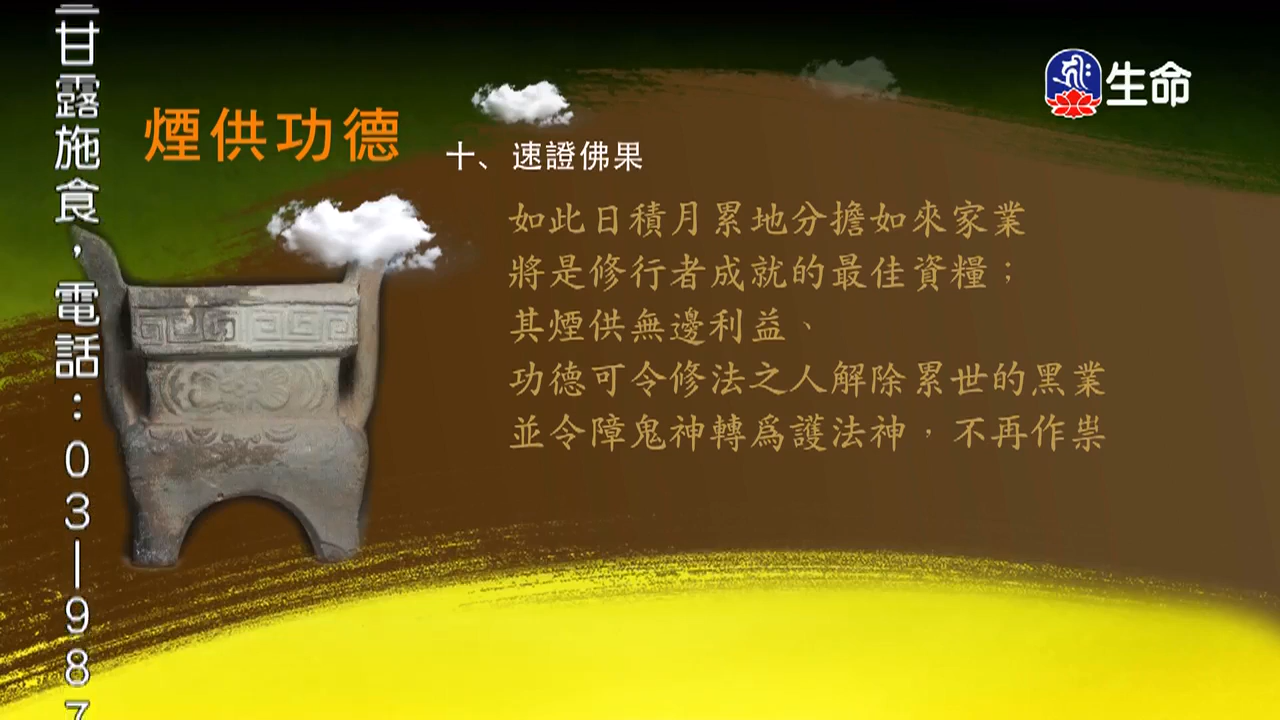 甘露施食，電話：03—987
生命
煙供功德
十、速證佛果
如此日積月累地分擔如來家業
將是修行者成就的最佳資糧；
其煙供無邊利益、
功德可令修法之人解除累世的黑業
並令障鬼神轉為護法神，不再作祟